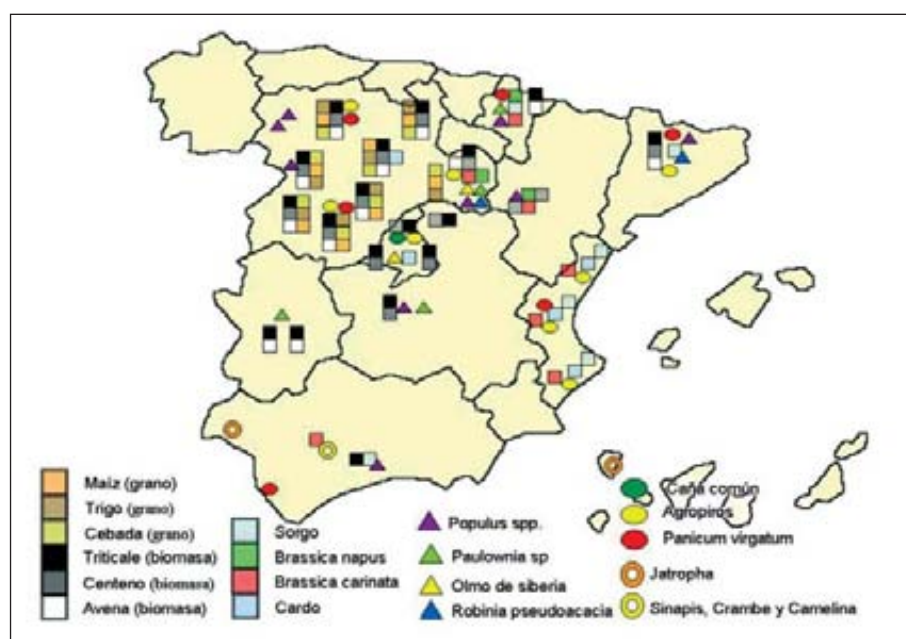 Maíz (grano)
Trigo (grano)
Cebada (grano)
Triticale (biomasa)
Centeno (biomasa)
Avena (biomasa)
Sorgo
Brassica napus
Brassica carinata
Cardo
Populus spp.
Paulownia sp
Olmo de siberia
Robinia pseudoacacia
Caña común
Agropiros
Panicum virgatum
Jatropha
Sinapis, Crambe y Camelina